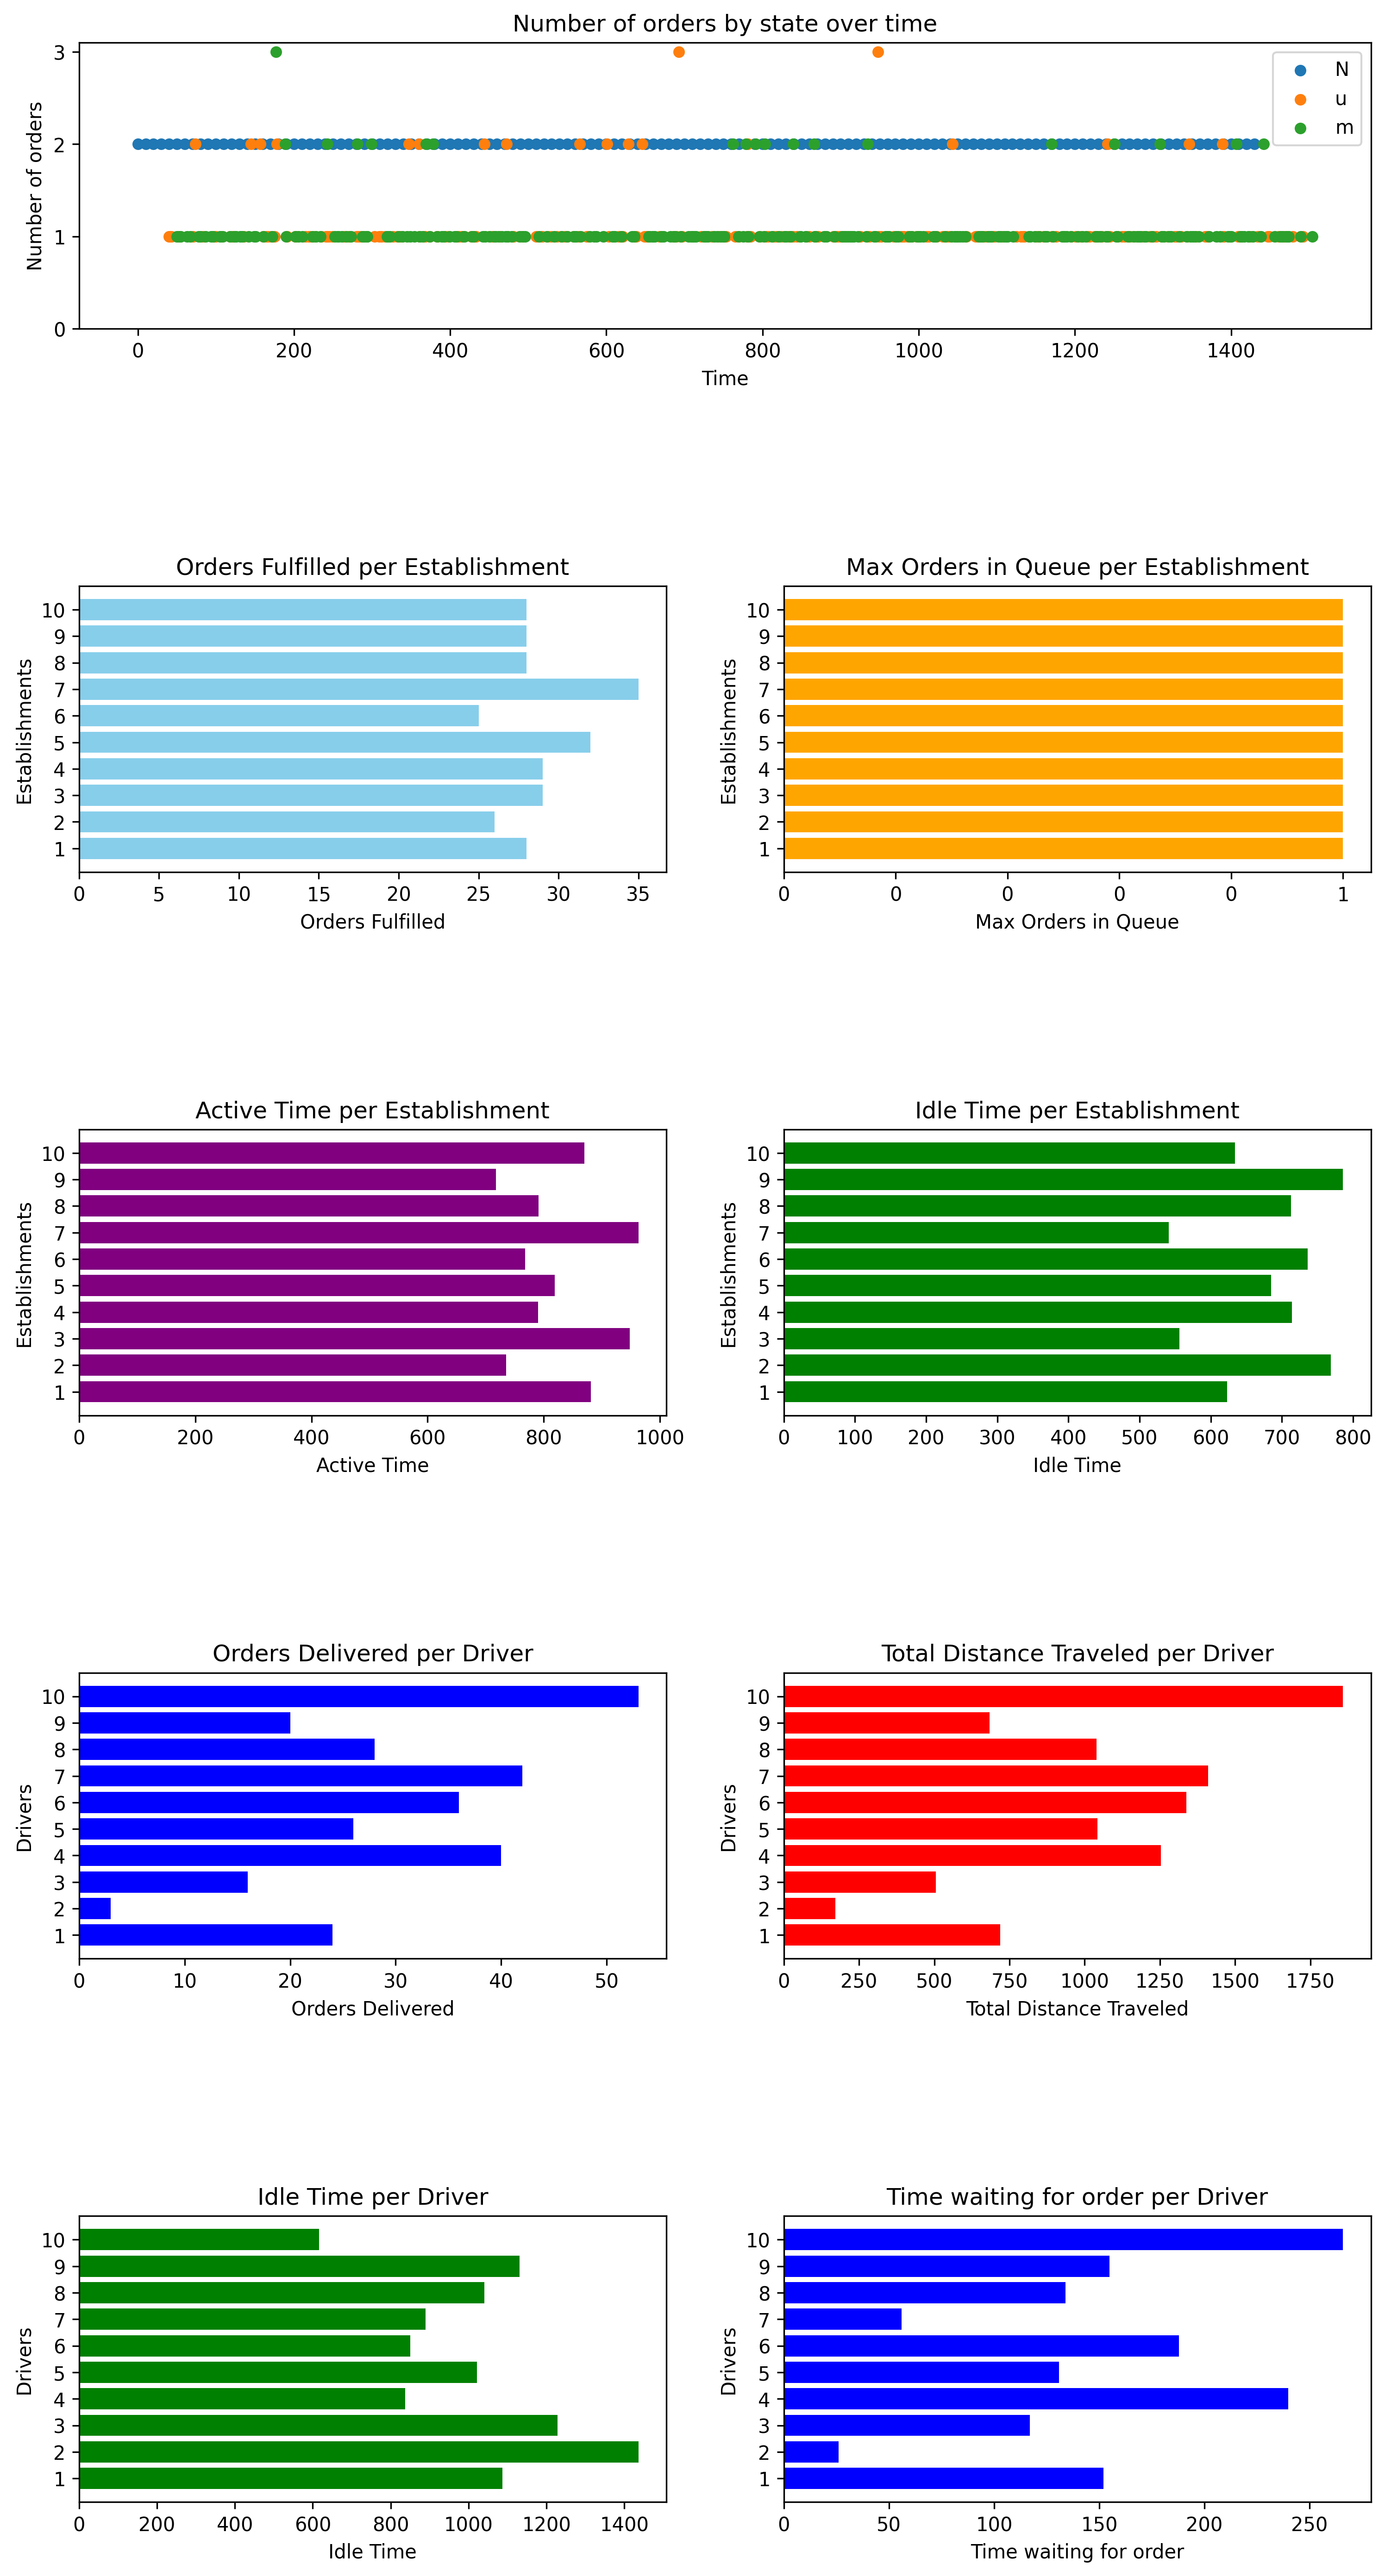 Number of orders by state over time
3
2
1
0
Number of orders
N
u
m
0 200 400 600 800 1000 1200 1400
Time
Orders Fulfilled per Establishment
10
9
8
7
6
5
4
3
2
1
Establishments
0 5 10 15 20 25 30 35
Orders Fulfilled
Max Orders in Queue per Establishment
10
9
8
7
6
5
4
3
2
1
Establishments
0 0 0 0 0 1
Max Orders in Queue
Active Time per Establishment
10
9
8
7
6
5
4
3
2
1
Establishments
0 200 400 600 800 1000
Active Time
Idle Time per Establishment
10
9
8
7
6
5
4
3
2
1
Establishments
0 100 200 300 400 500 600 700 800
Idle Time
Orders Delivered per Driver
10
9
8
7
6
5
4
3
2
1
Drivers
0 10 20 30 40 50
Orders Delivered
Total Distance Traveled per Driver
10
9
8
7
6
5
4
3
2
1
Drivers
0 250 500 750 1000 1250 1500 1750
Total Distance Traveled
Idle Time per Driver
10
9
8
7
6
5
4
3
2
1
Drivers
0 200 400 600 800 1000 1200 1400
Idle Time
Time waiting for order per Driver
10
9
8
7
6
5
4
3
2
1
Drivers
0 50 100 150 200 250
Time waiting for order